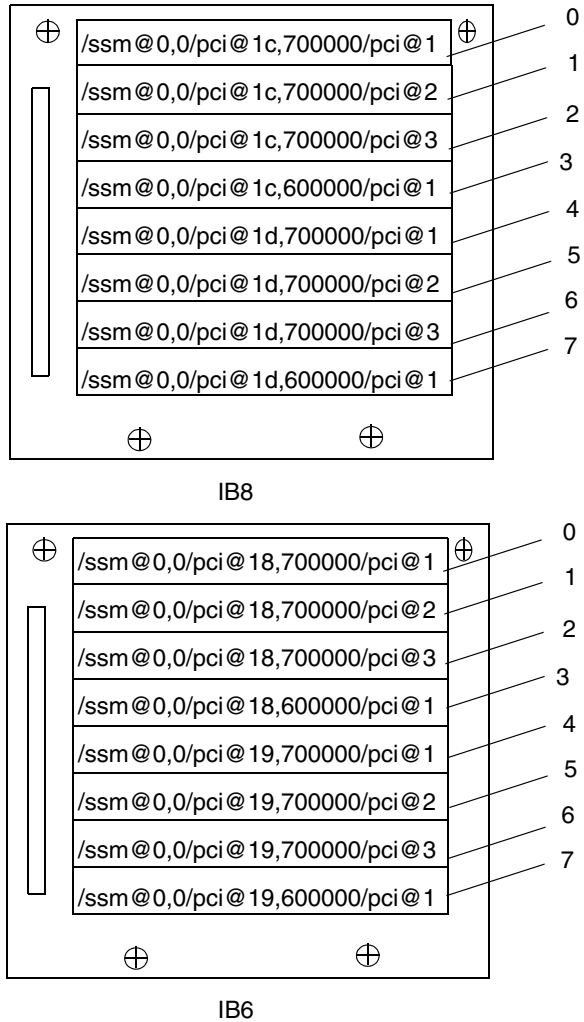 /ssm@0,0/pci@1c,700000/pci@1 0
/ssm@0,0/pci@1c,700000/pci@2 1
/ssm@0,0/pci@1c,700000/pci@3 2
/ssm@0,0/pci@1c,600000/pci@1 3
/ssm@0,0/pci@1d,700000/pci@1 4
/ssm@0,0/pci@1d,700000/pci@2 5
/ssm@0,0/pci@1d,700000/pci@3 6
/ssm@0,0/pci@1d,600000/pci@1 7
IB8
/ssm@0,0/pci@18,700000/pci@1 0
/ssm@0,0/pci@18,700000/pci@2 1
/ssm@0,0/pci@18,700000/pci@3 2
/ssm@0,0/pci@18,600000/pci@1 3
/ssm@0,0/pci@19,700000/pci@1 4
/ssm@0,0/pci@19,700000/pci@2 5
/ssm@0,0/pci@19,700000/pci@3 6
/ssm@0,0/pci@19,600000/pci@1 7
IB6